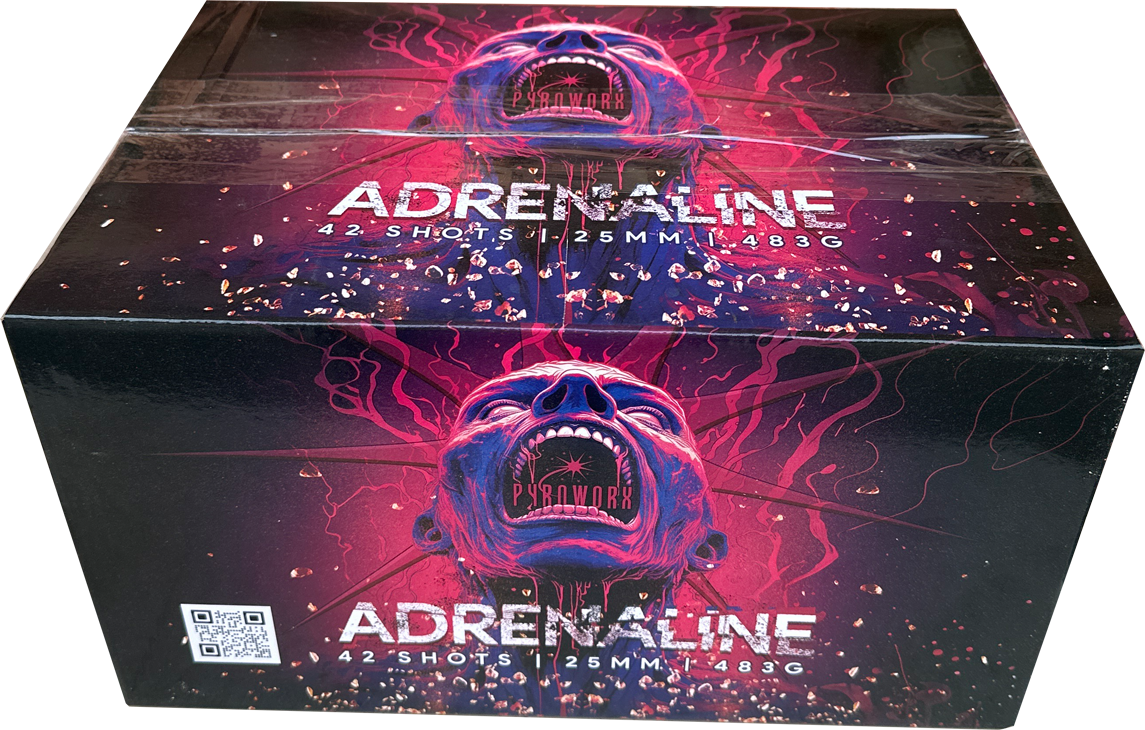 PYROWORX
ADRENALINE
42 SHOTS | 25MM | 483G
PYROWORX
ADRENALINE
42 SHOTS | 25MM | 483G